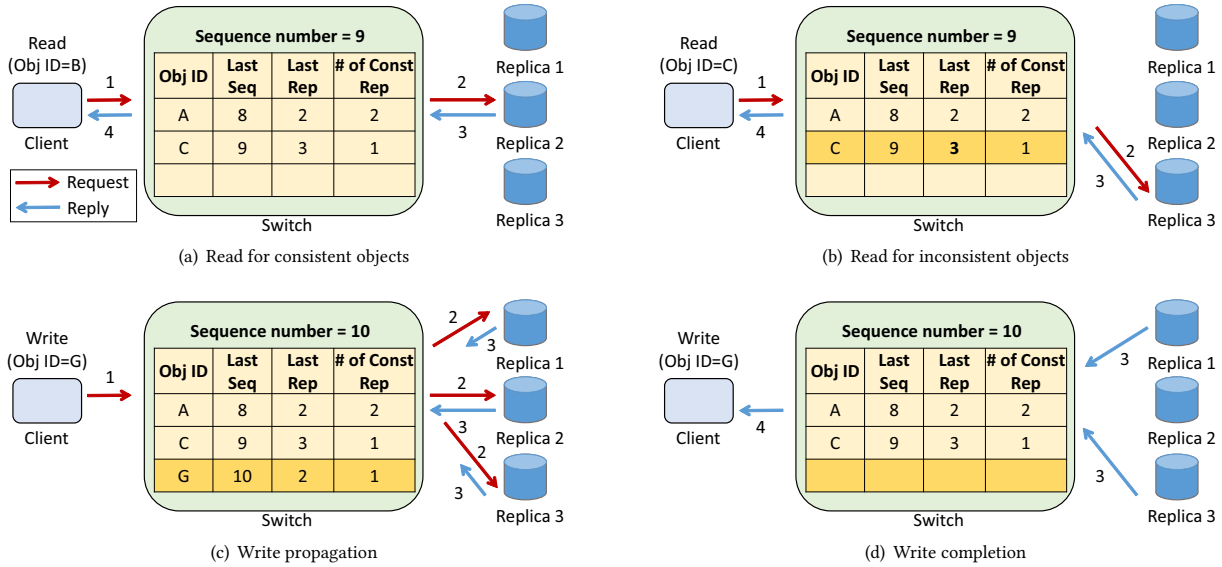 Read
(Obj ID=B)
Client
1
4
Request
Reply
Sequence number = 9
Obj ID Last Seq Last Rep # of Const Rep
A 8 2 2
C 9 3 1
Switch
2
3
Replica 1
Replica 2
Replica 3
(a) Read for consistent objects
Read
(Obj ID=C)
Client
1
4
Sequence number = 9
Obj ID Last Seq Last Rep # of Const Rep
A 8 2 2
C 9 3 1
Switch
2
3
Replica 1
Replica 2
Replica 3
(b) Read for inconsistent objects
Write
(Obj ID=G)
Client
1
Sequence number = 10
Obj ID Last Seq Last Rep # of Const Rep
A 8 2 2
C 9 3 1
G 10 2 1
Switch
2
3
Replica 1
2
3
Replica 2
2
3
Replica 3
(c) Write propagation
Write
(Obj ID=G)
Client
4
Sequence number = 10
Obj ID Last Seq Last Rep # of Const Rep
A 8 2 2
C 9 3 1
Switch
3
Replica 1
Replica 2
3
Replica 3
(d) Write completion